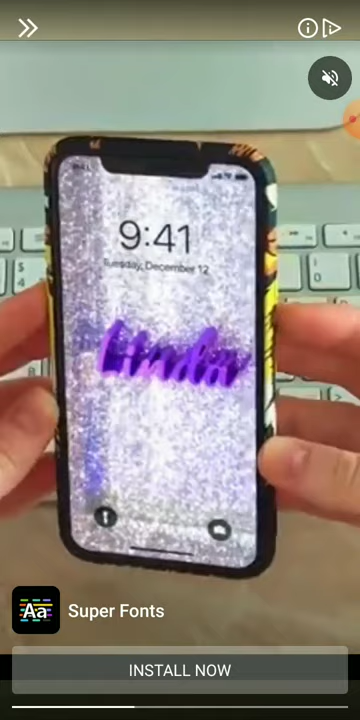 9:41
Tuesday, December 12
Linda
Aa
Super Fonts
INSTALL NOW